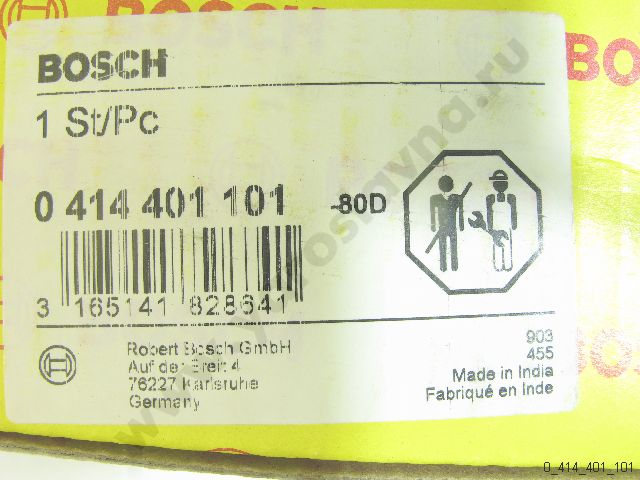 BOSCH
1 St/Pc
0 414 401 101 -80D
3 165141 828641
Robert Bosch GmbH
Auf der Breit 4
76227 Karlsruhe
Germany
903
455
Made in India
Fabriqué en Inde
BOSCH
0_414_401_101